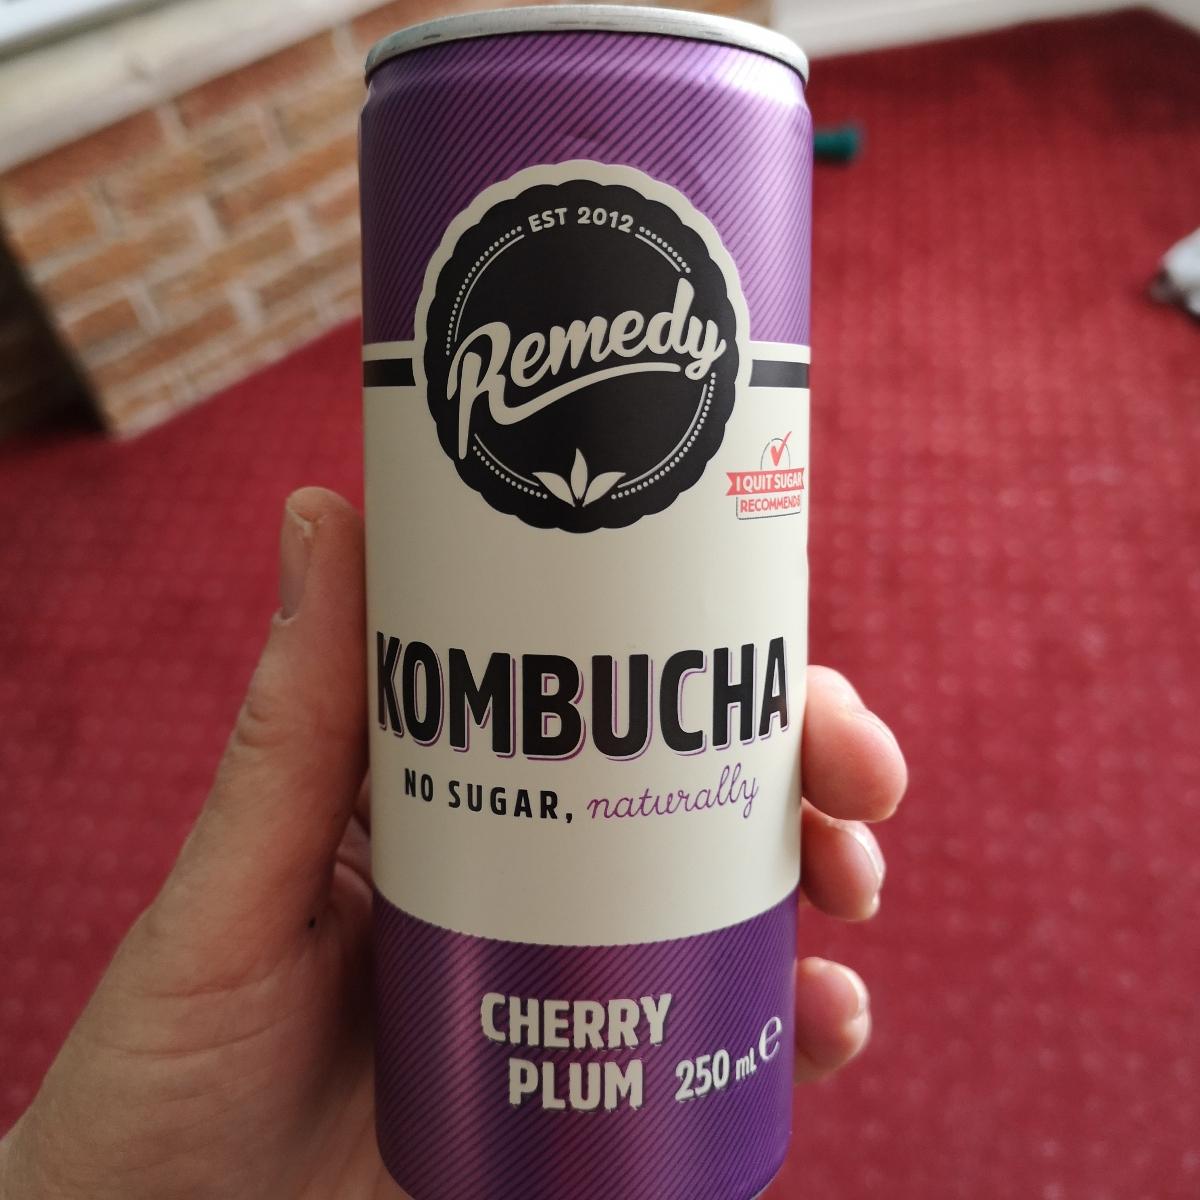 EST 2012
Remedy
I QUIT SUGAR
RECOMMENDS
KOMBUCHA
NO SUGAR, naturally
CHERRY
PLUM
250 mL e